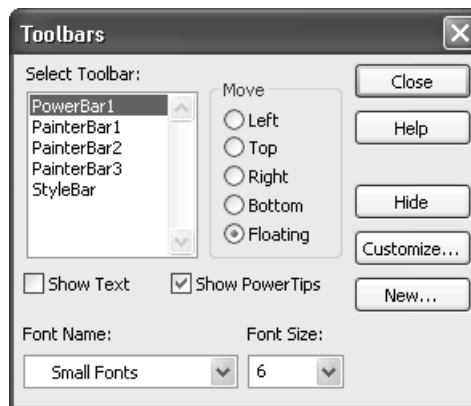 Toolbars
Select Toolbar:
PowerBar1
PainterBar1
PainterBar2
PainterBar3
StyleBar
Move
Left
Top
Right
Bottom
Floating
Close
Help
Hide
Customize...
New...
Show Text
Show PowerTips
Font Name:
Font Size:
Small Fonts
6